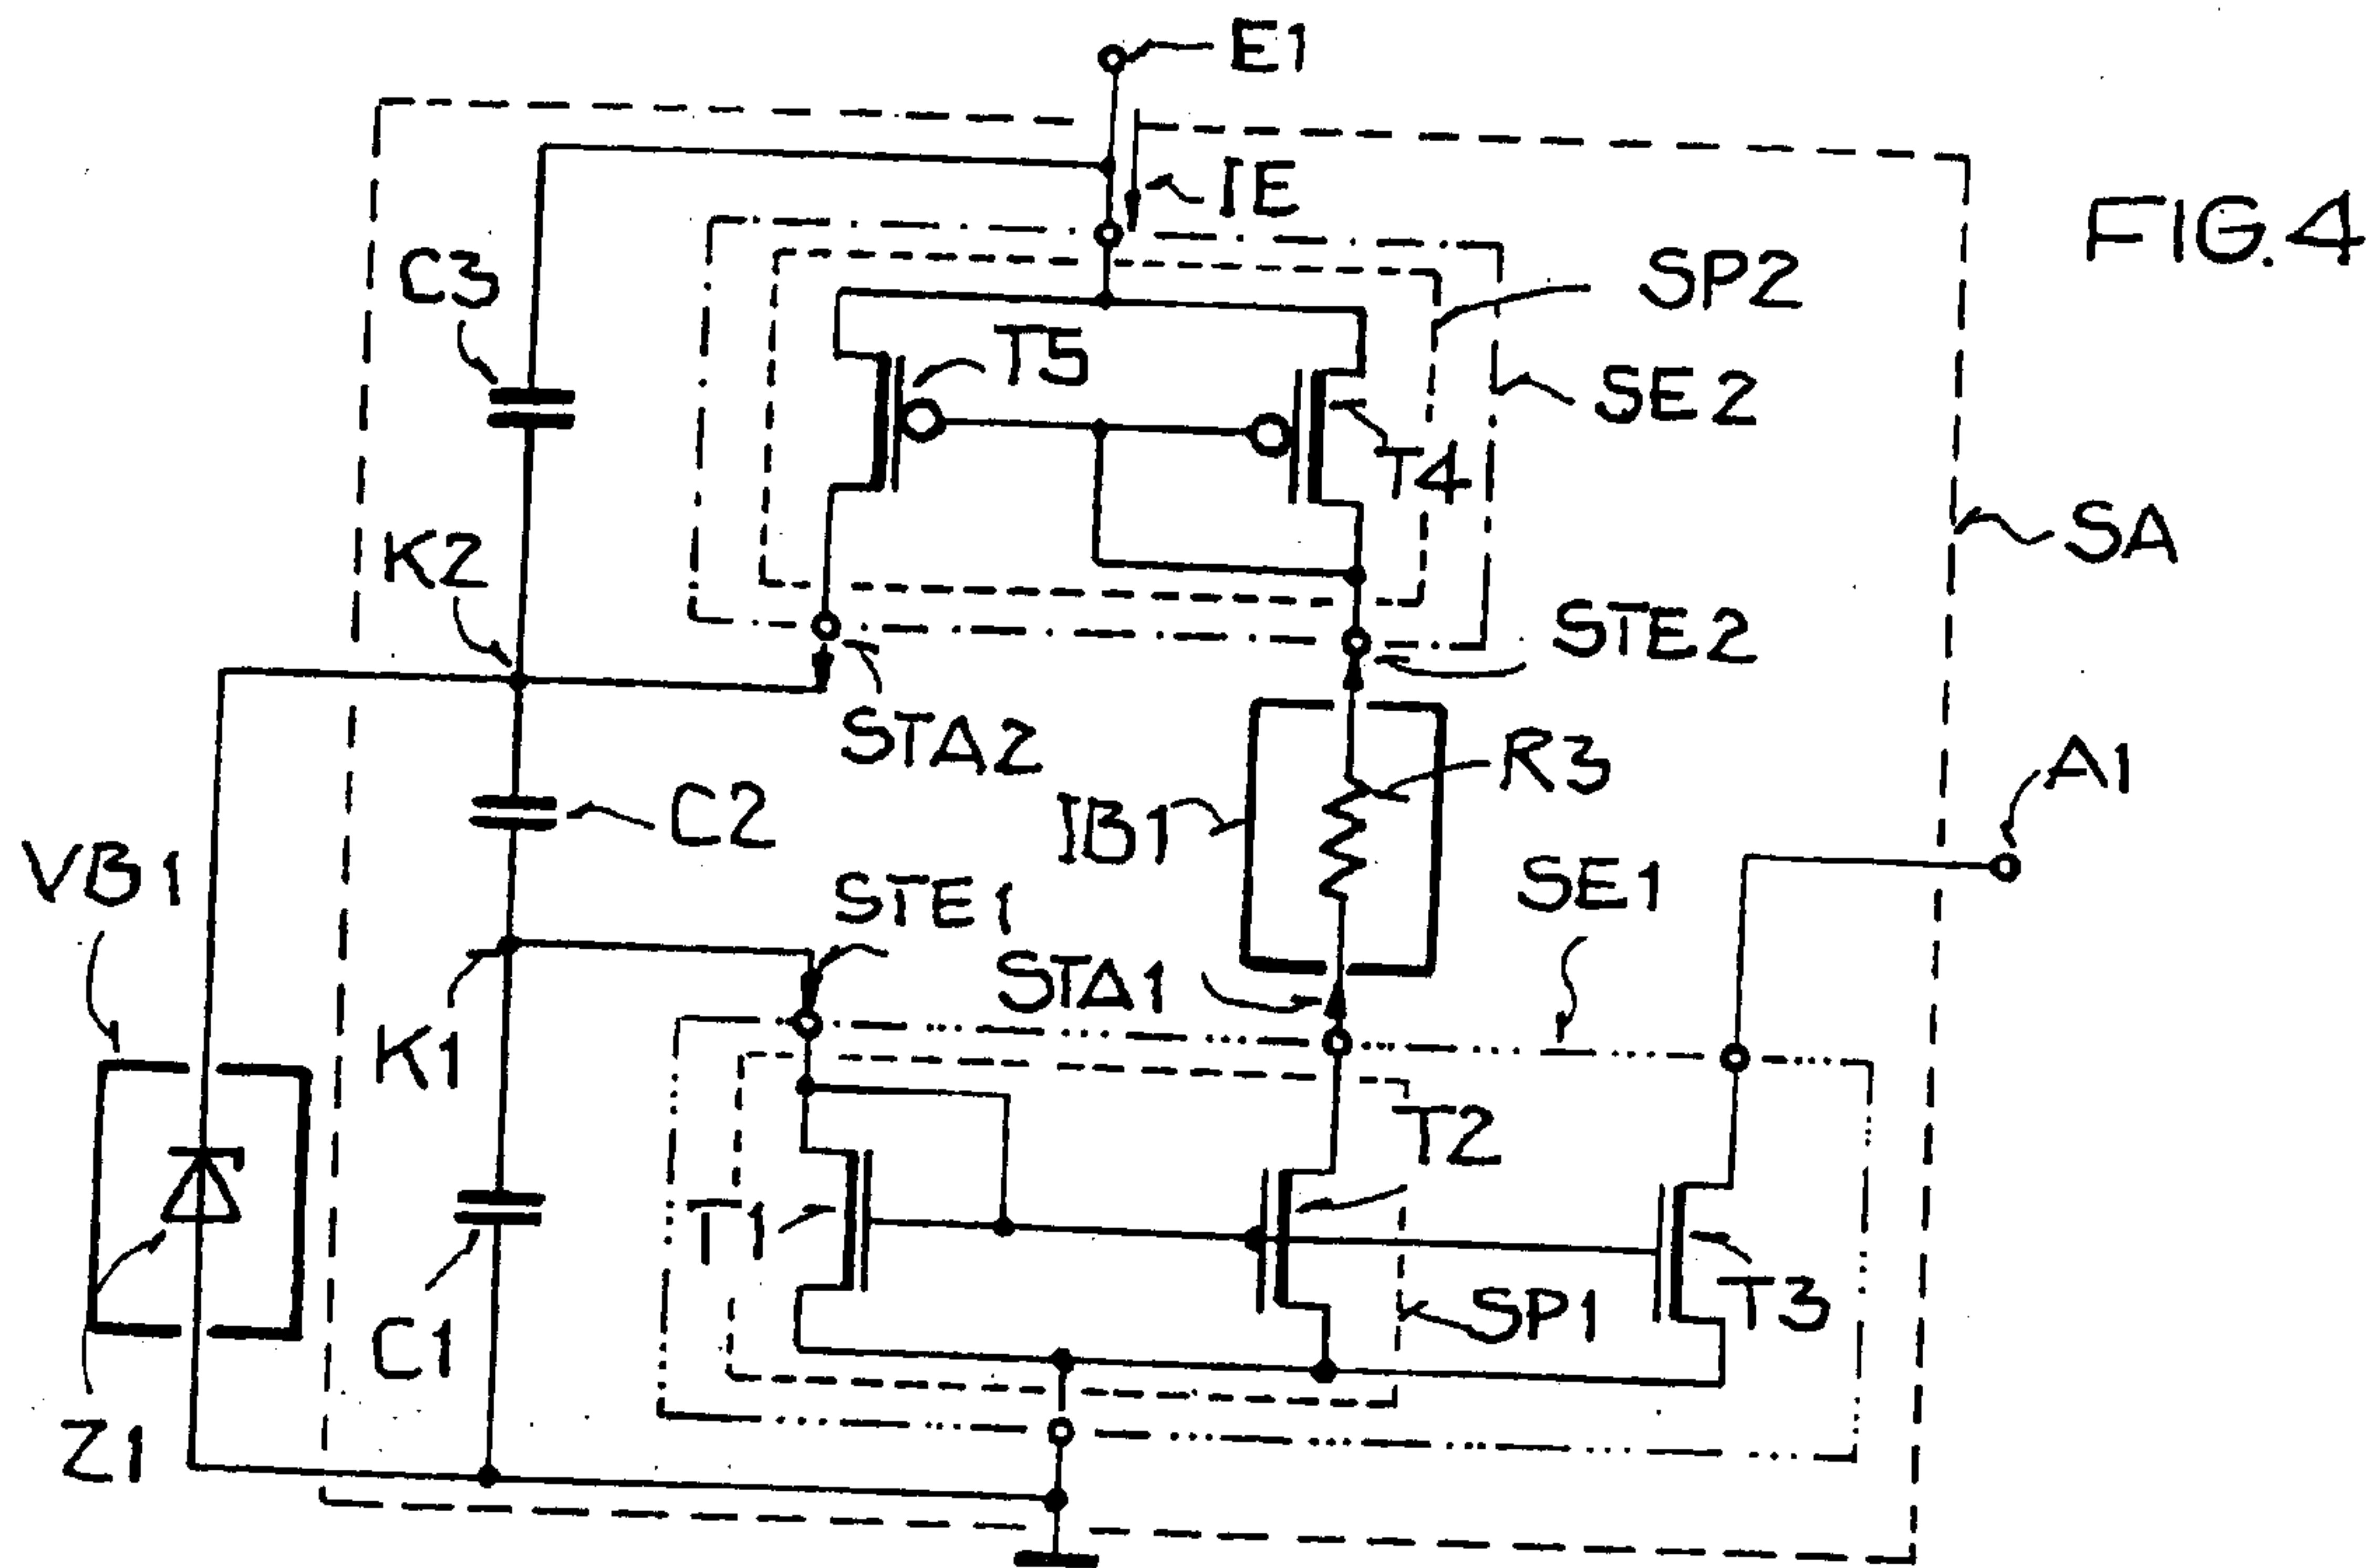 E1
IE
FIG.4
C3
SP2
T5
SE2
T4
SA
K2
STE2
STA2
R3
A1
C2
IB1
VB1
SE1
STE1
STA1
K1
T2
T1
SP1
T3
C1
Z1